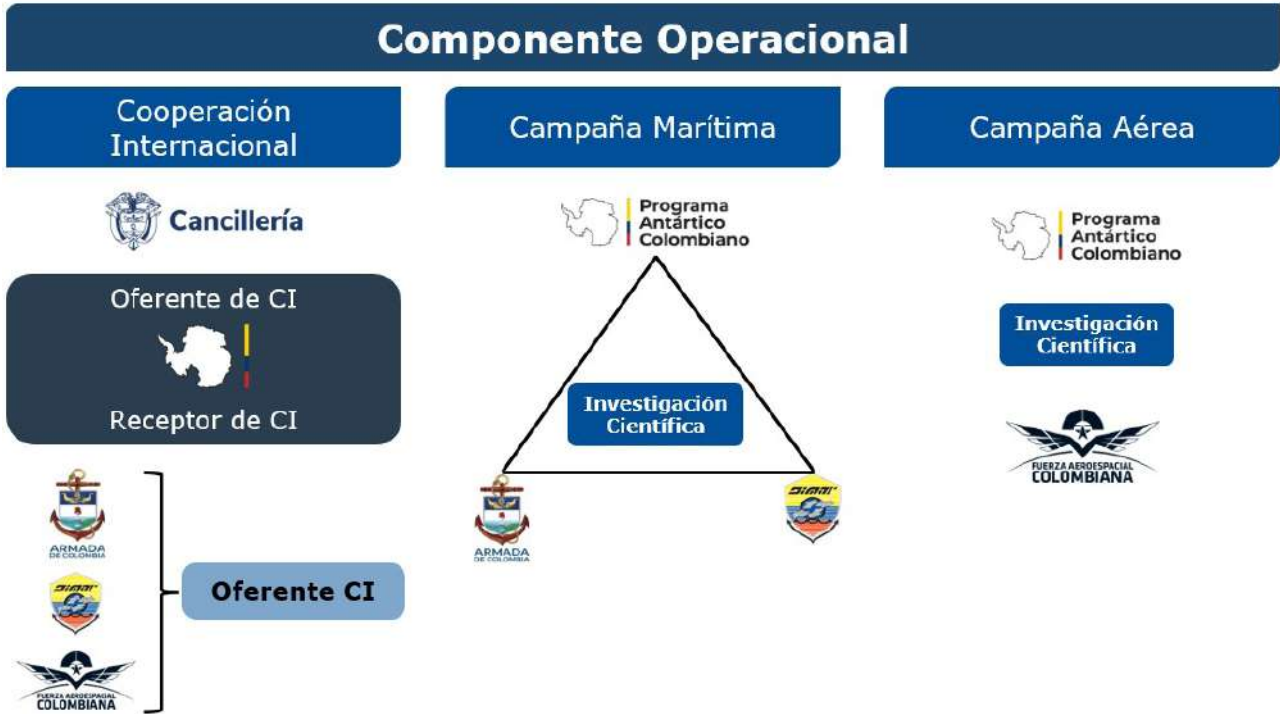 Componente Operacional
Cooperación
Internacional
Cancillería
Oferente de CI
Receptor de CI
ARMADA
DE COLOMBIA
Dimar
FUERZA AEROESPACIAL
COLOMBIANA
Oferente CI
Campaña Marítima
Programa
Antártico
Colombiano
Investigación
Científica
ARMADA
DE COLOMBIA
Dimar
Campaña Aérea
Programa
Antártico
Colombiano
Investigación
Científica
FUERZA AEROESPACIAL
COLOMBIANA